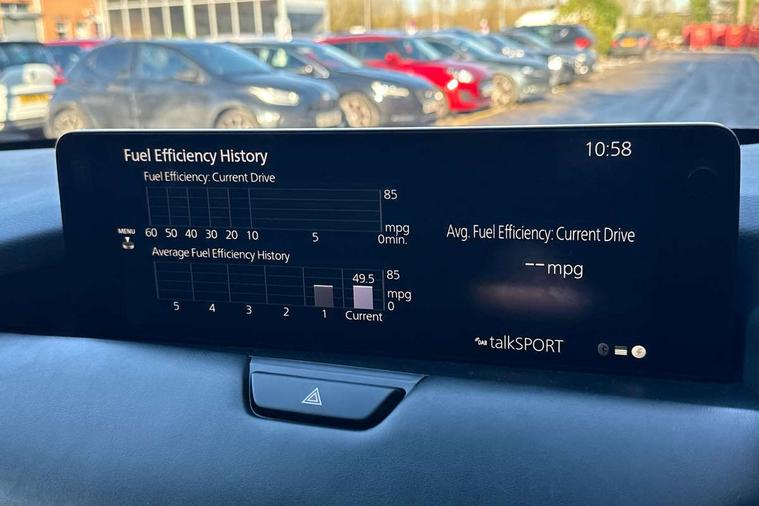 Fuel Efficiency History
10:58
Fuel Efficiency: Current Drive
85
mpg
MENU
60 50 40 30 20 10 5 0min.
Avg. Fuel Efficiency: Current Drive
--mpg
Average Fuel Efficiency History
49.5
85
mpg
0
5 4 3 2 1 Current
DAB talkSPORT